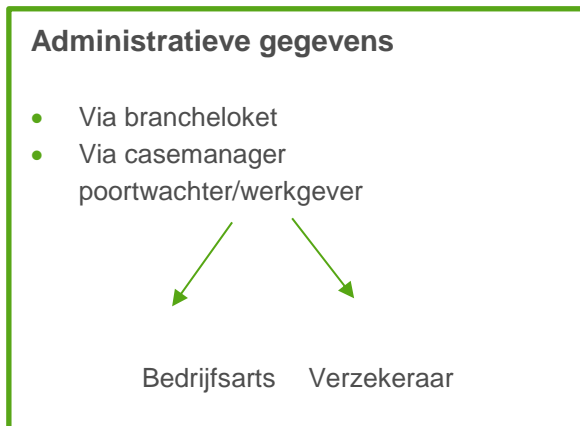 Administratieve gegevens
• Via brancheloket
• Via casemanager
poortwachter/werkgever
Bedrijfsarts Verzekeraar